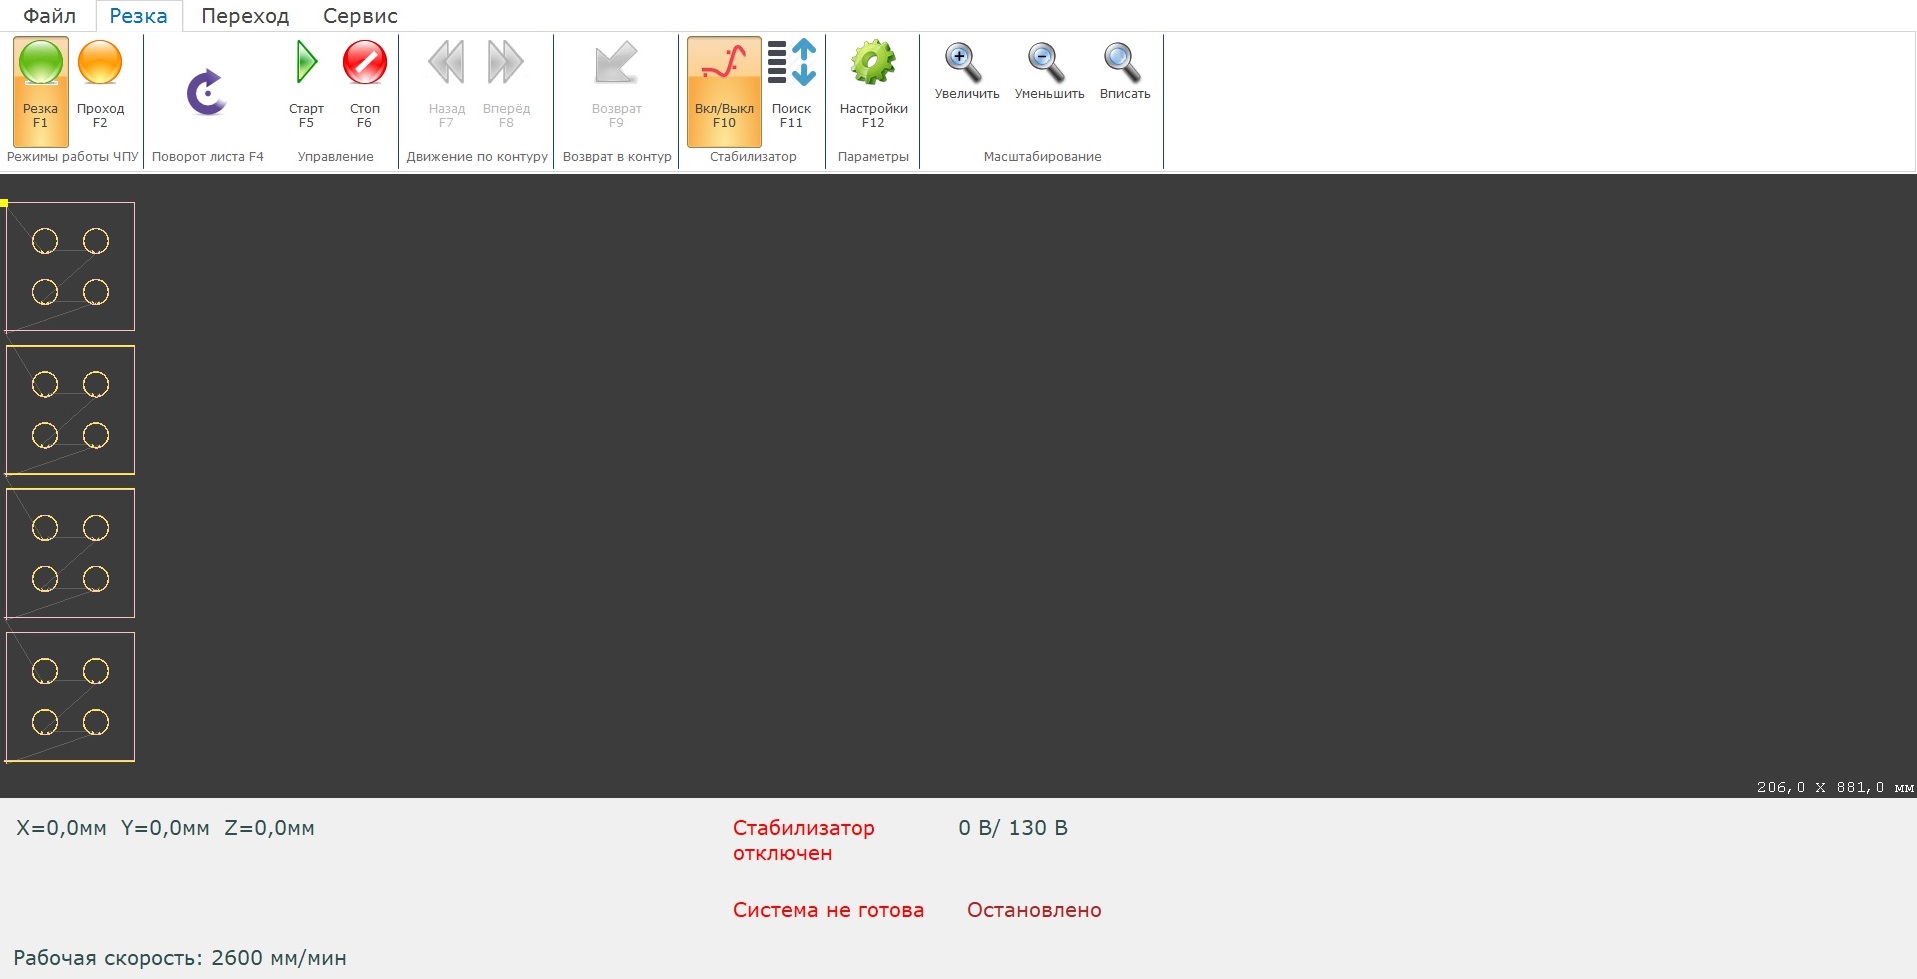 Файл Резка Переход Сервис
Резка
F1
Проход
F2
Режимы работы ЧПУ
Поворот листа F4
Старт
F5
Стоп
F6
Управление
Назад
F7
Вперёд
F8
Движение по контуру
Возврат
F9
Возврат в контур
Вкл/Выкл
F10
Поиск
F11
Стабилизатор
Настройки
F12
Параметры
Увеличить
Уменьшить
Вписать
Масштабирование
206,0 X 881,0 мм
X=0,0мм Y=0,0мм Z=0,0мм
Стабилизатор
отключен
0 В/ 130 В
Система не готова
Остановлено
Рабочая скорость: 2600 мм/мин